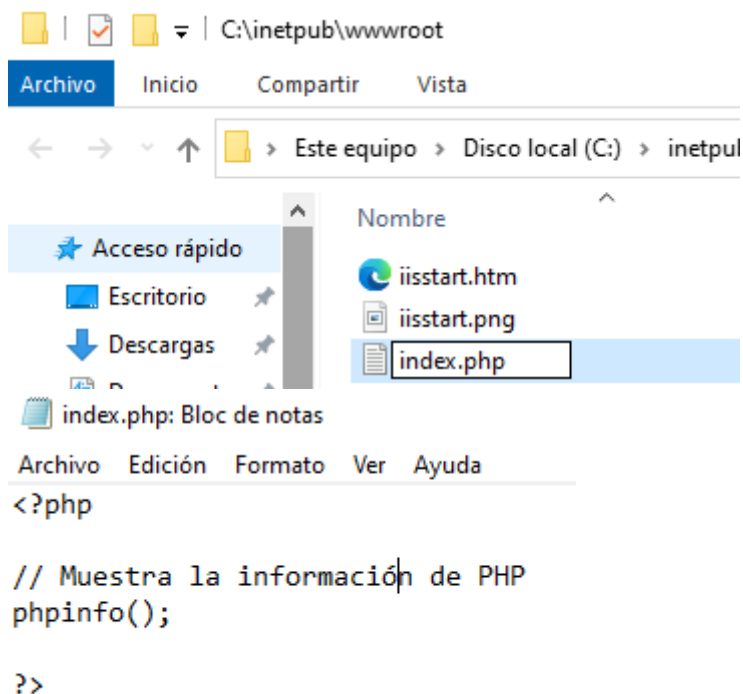 C:\inetpub\wwwroot
Archivo Inicio Compartir Vista
Este equipo > Disco local (C:) >
Nombre
Acceso rápido
Escritorio
Descargas
iisstart.htm
iisstart.png
index.php
index.php: Bloc de notas
Archivo Edición Formato Ver Ayuda
<?php
// Muestra la información de PHP
phpinfo();
?>